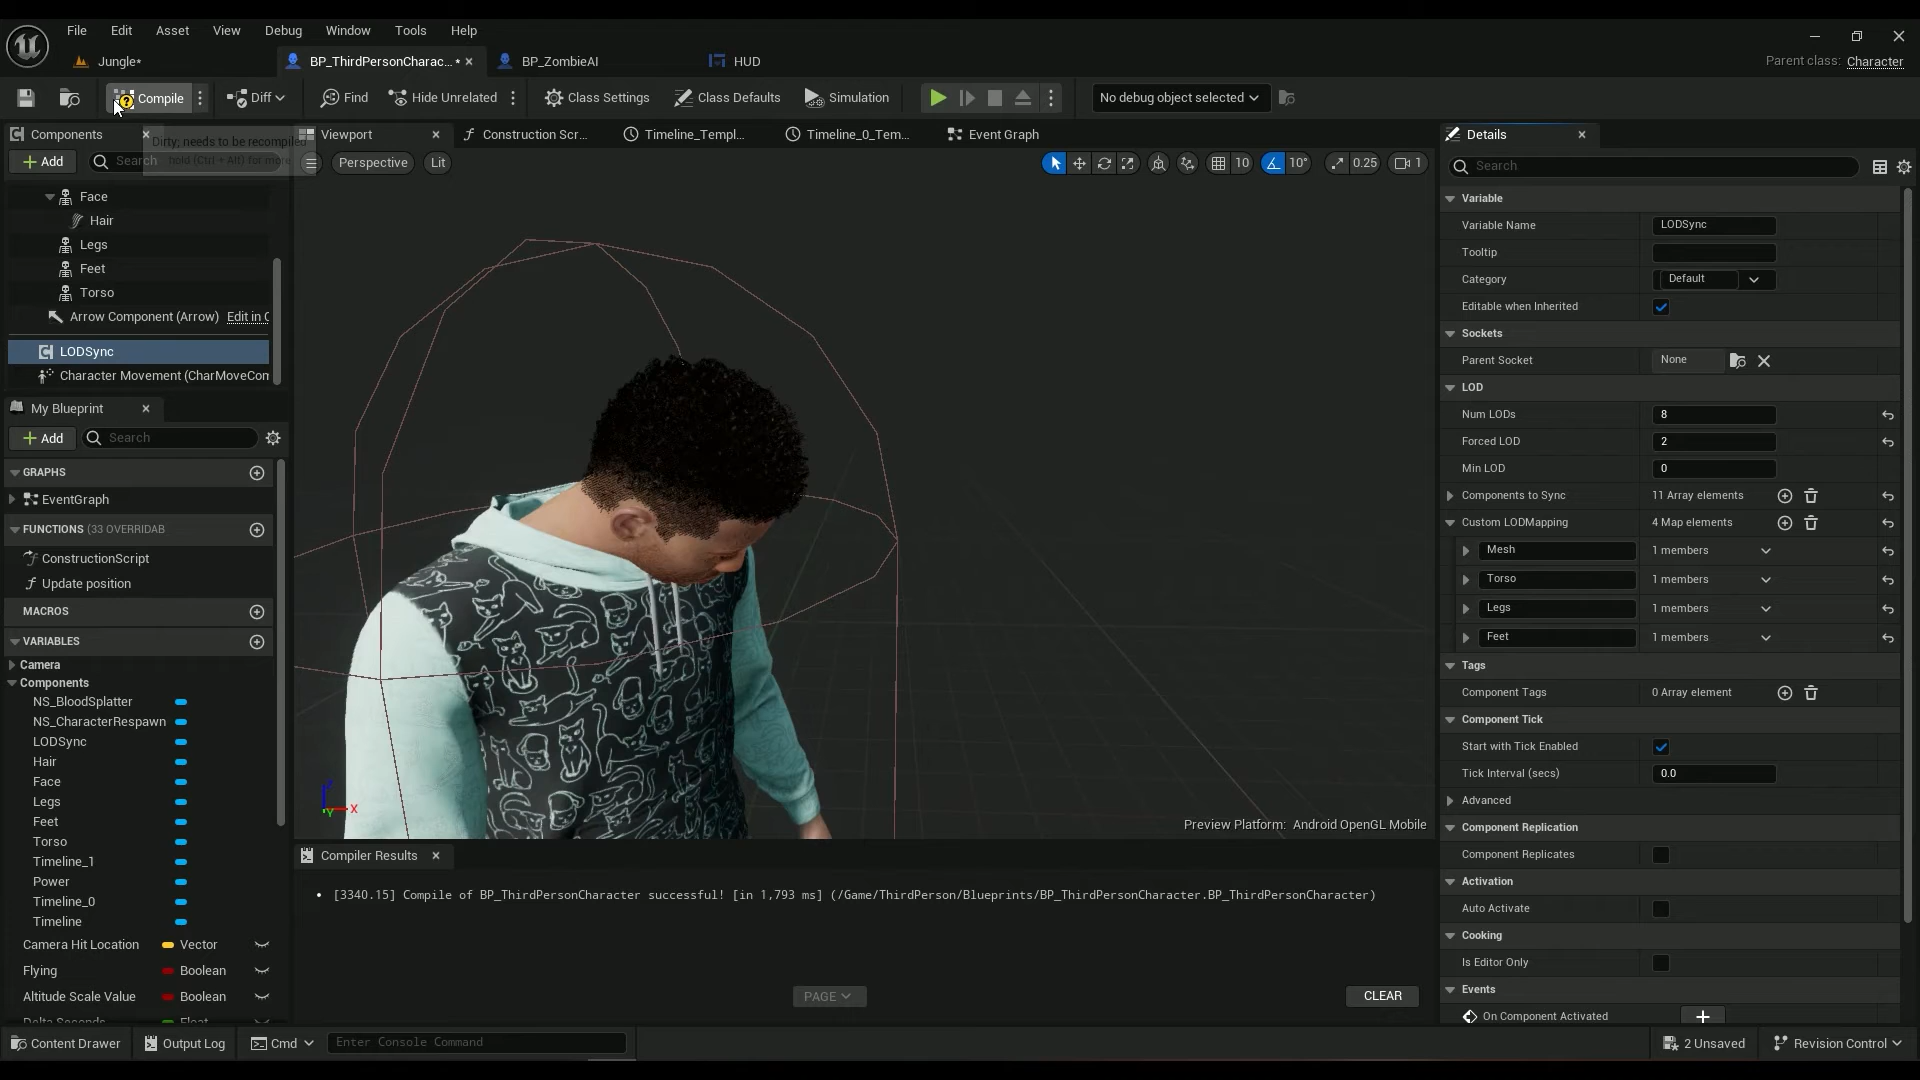 File Edit Asset View Window Debug Tools Help
Jungle*
BP_ThirdPersonCharac... *
BP_ZombieAI
HUD
Parent class: Character
Compile
Diff
Find
Hide Unrelated
Class Settings
Class Defaults
Simulation
No debug object selected
Components
Dirty; needs to be recompiled
hold (Ctrl + Alt) for more
Viewport
Construction Scr...
Timeline_Templ...
Timeline_0_Tem...
Event Graph
Details
Add
Search
Perspective
Lit
10
10°
0.25
1
Search
Face
Hair
Legs
Feet
Torso
Arrow Component (Arrow) Edit in C
LODSync
Character Movement (CharMoveCom
My Blueprint
Add
Search
GRAPHS
EventGraph
FUNCTIONS (33 OVERRIDAB
ConstructionScript
Update position
MACROS
VARIABLES
Camera
Components
NS_BloodSplatter
NS_CharacterRespawn
LODSync
Hair
Face
Legs
Feet
Torso
Timeline_1
Power
Timeline_0
Timeline
Camera Hit Location Vector
Flying Boolean
Altitude Scale Value Boolean
Delta Seconds Float
Z
X
Y
Preview Platform: Android OpenGL Mobile
Compiler Results
[3340.15] Compile of BP_ThirdPersonCharacter successful! [in 1,793 ms] (/Game/ThirdPerson/Blueprints/BP_ThirdPersonCharacter.BP_ThirdPersonCharacter)
PAGE
CLEAR
Variable
Variable Name LODSync
Tooltip
Category Default
Editable when Inherited
Sockets
Parent Socket None
LOD
Num LODs 8
Forced LOD 2
Min LOD 0
Components to Sync 11 Array elements
Custom LODMapping 4 Map elements
Mesh 1 members
Torso 1 members
Legs 1 members
Feet 1 members
Tags
Component Tags 0 Array element
Component Tick
Start with Tick Enabled
Tick Interval (secs) 0.0
Advanced
Component Replication
Component Replicates
Activation
Auto Activate
Cooking
Is Editor Only
Events
On Component Activated
Content Drawer
Output Log
Cmd
Enter Console Command
2 Unsaved
Revision Control